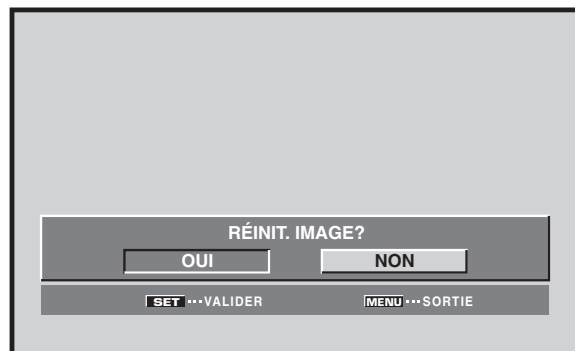 RÉINIT. IMAGE?
OUI NON
SET ···VALIDER MENU ···SORTIE